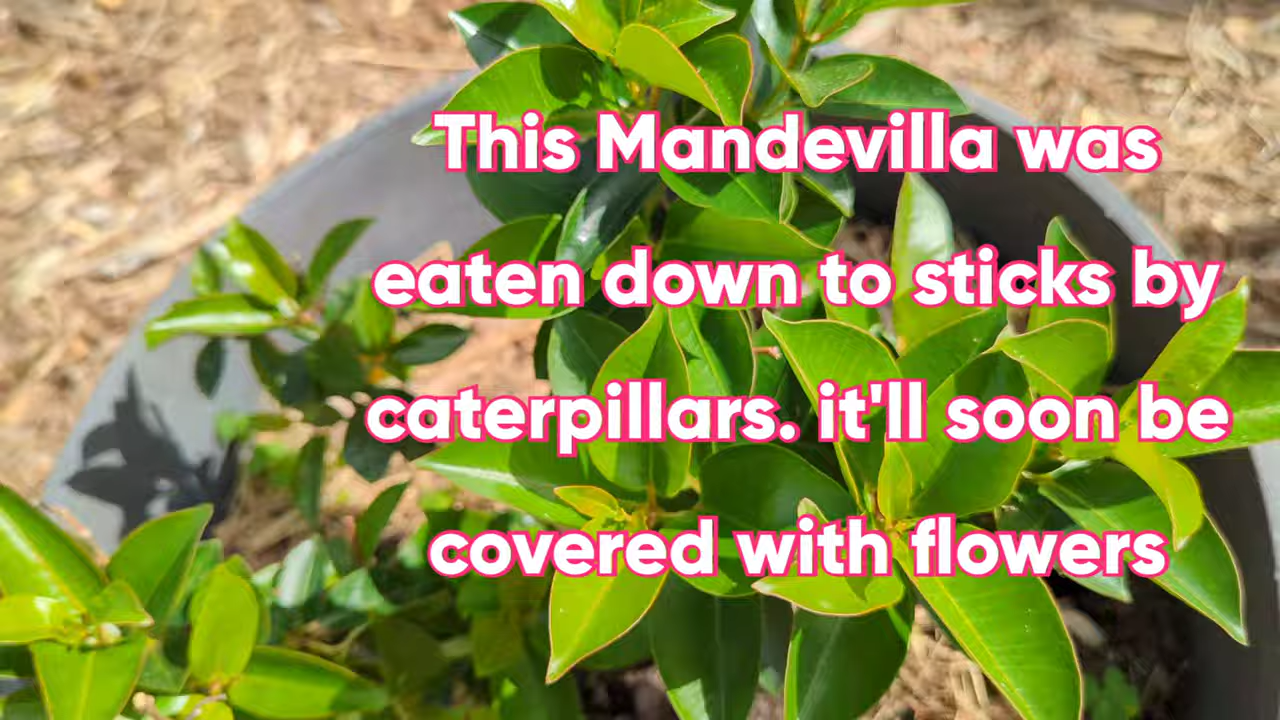 This Mandevilla was
eaten down to sticks by
caterpillars. it'll soon be
covered with flowers